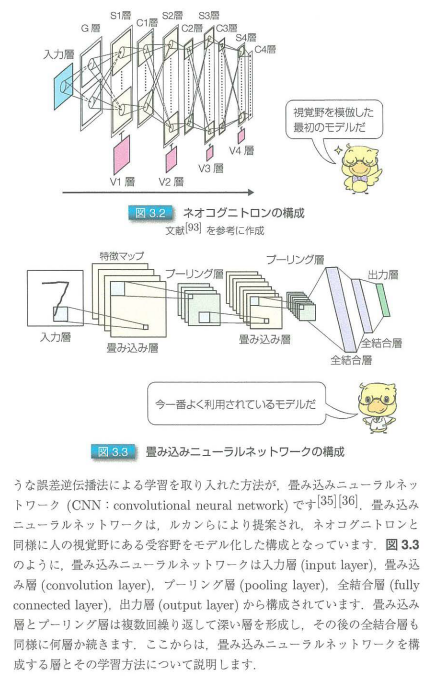 入力層
G 層
S1層
C1層
S2層
C2層
S3層
C3層
S4層
C4層
V1 層
V2 層
V3 層
V4 層
視覚野を模倣した
最初のモデルだ
図 3.2 ネオコグニトロンの構成
文献[93] を参考に作成
特徴マップ
プーリング層
プーリング層
出力層
入力層
畳み込み層
畳み込み層
全結合層
全結合層
今一番よく利用されているモデルだ
図 3.3 畳み込みニューラルネットワークの構成
うな誤差逆伝播法による学習を取り入れた方法が，畳み込みニューラルネッ
トワーク (CNN：convolutional neural network) です[35][36]．畳み込み
ニューラルネットワークは，ルカンらにより提案され，ネオコグニトロンと
同様に人の視覚野にある受容野をモデル化した構成となっています．図 3.3
のように，畳み込みニューラルネットワークは入力層 (input layer), 畳み込
み層 (convolution layer), プーリング層 (pooling layer), 全結合層 (fully
connected layer), 出力層 (output layer) から構成されています．畳み込み
層とプーリング層は複数回繰り返して深い層を形成し，その後の全結合層も
同様に何層か続きます．ここからは，畳み込みニューラルネットワークを構
成する層とその学習方法について説明します．